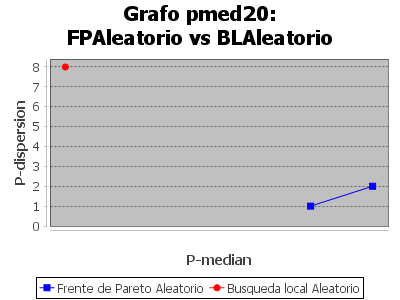 Grafo pmed20:
FPAleatorio vs BLAleatorio
8
7
6
5
4
3
2
1
0
P-dispersion
P-median
Frente de Pareto Aleatorio Busqueda local Aleatorio